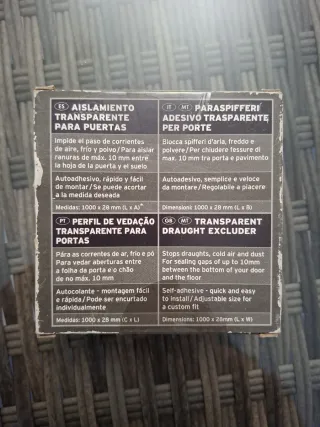 ES AISLAMIENTO
TRANSPARENTE
PARA PUERTAS
Impide el paso de corrientes
de aire, frío y polvo / Para aislar
ranuras de máx. 10 mm entre
la hoja de la puerta y el suelo
Autoadhesivo, rápido y fácil
de montar / Se puede acortar
a la medida deseada
Medidas: 1000 x 28 mm (L x A)
IT MT PARASPIFFERI
ADESIVO TRASPARENTE
PER PORTE
Blocca spifferi d'aria, freddo e
polvere / Per chiudere fessure di
max. 10 mm tra porta e pavimento
Autoadesivo, semplice e veloce
da montare / Regolabile a piacere
Dimensioni: 1000 x 28 mm (L x B)
PT PERFIL DE VEDAÇÃO
TRANSPARENTE PARA
PORTAS
Pára as correntes de ar, frio e pó
Para vedar aberturas entre
a folha da porta e o chão
de no máx. 10 mm
Autocolante - montagem fácil
e rápida / Pode ser encurtado
individualmente
Medidas: 1000 x 28 mm (C x L)
GB MT TRANSPARENT
DRAUGHT EXCLUDER
Stops draughts, cold air and dust
For sealing gaps of up to 10mm
between the bottom of your door
and the floor
Self-adhesive - quick and easy
to install / Adjustable size for
a custom fit
Dimensions: 1000 x 28mm (L x W)